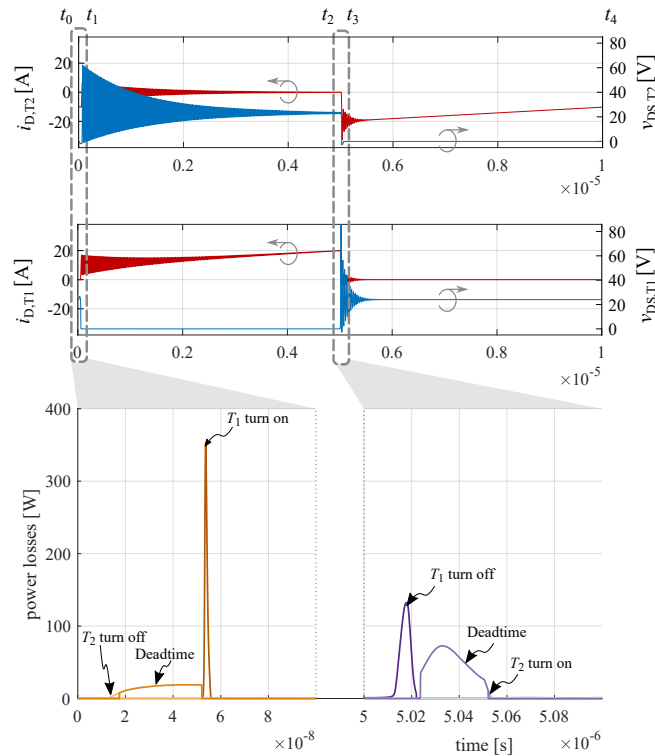 t0 t1 t2 t3 t4
20
0
-20
80
60
40
20
0
iD,T2 [A]
vDS,T2 [V]
0 0.2 0.4 0.6 0.8 1
×10-5
20
0
-20
80
60
40
20
0
iD,T1 [A]
vDS,T1 [V]
0 0.2 0.4 0.6 0.8 1
×10-5
400
300
200
100
0
power losses [W]
T1 turn on
T2 turn off
Deadtime
0 2 4 6 8
×10-8
T1 turn off
Deadtime
T2 turn on
5 5.02 5.04 5.06 5.08
time [s] ×10-6